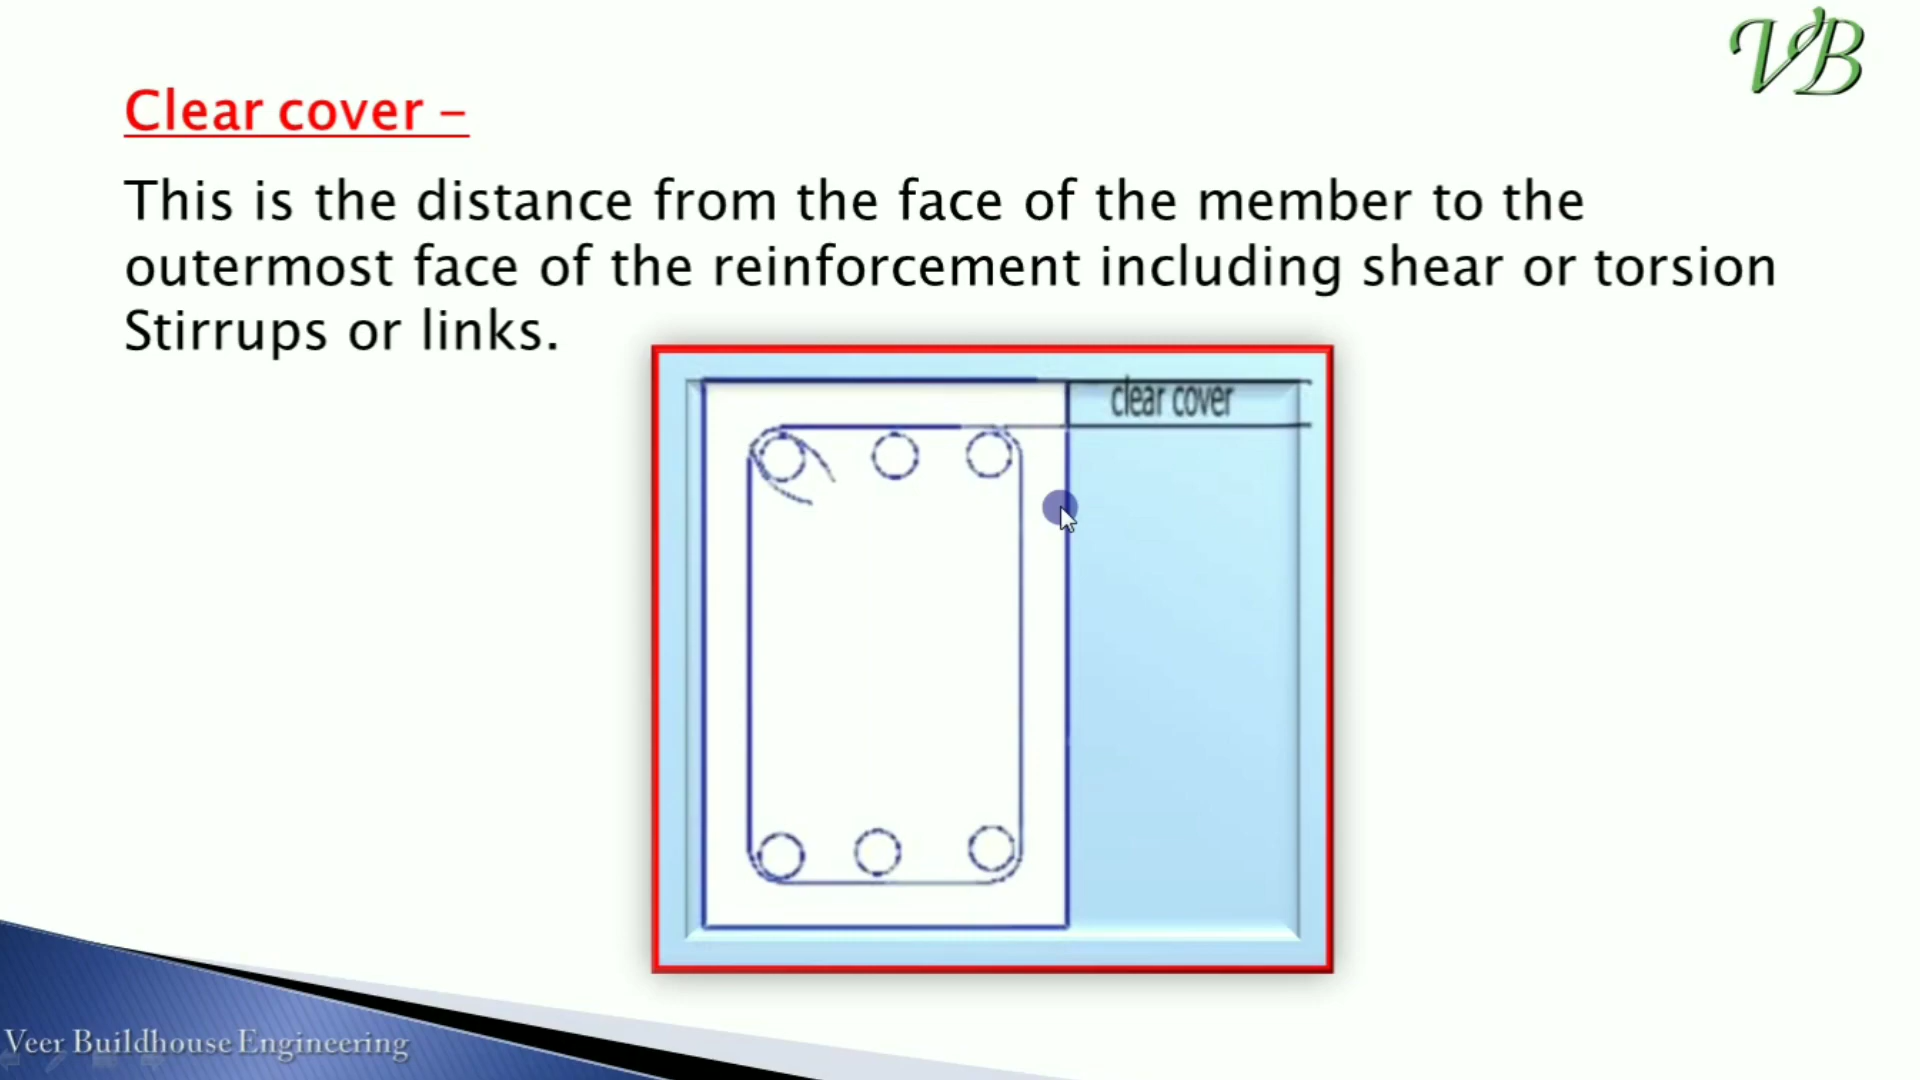 VB
Clear cover –
This is the distance from the face of the member to the
outermost face of the reinforcement including shear or torsion
Stirrups or links.
clear cover
Veer Buildhouse Engineering